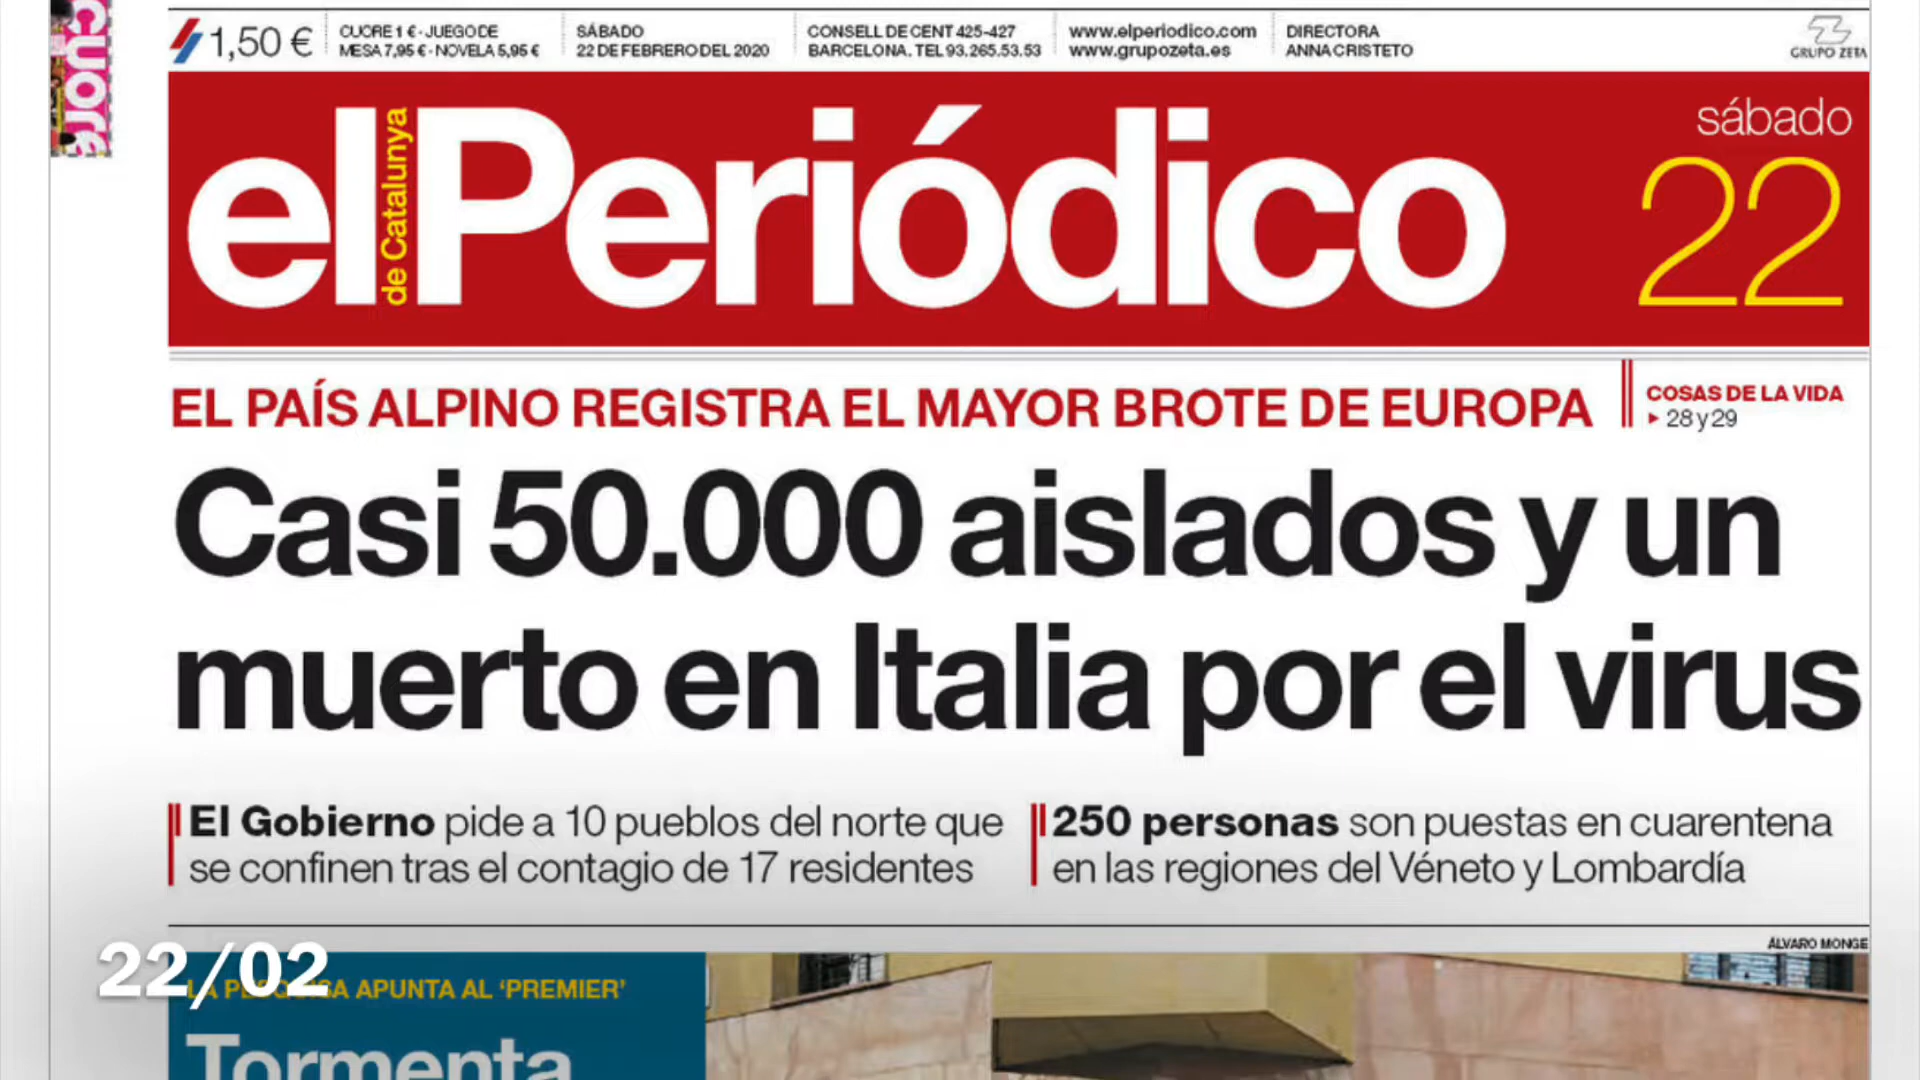 cuore
1,50 €
CUORE 1 € · JUEGO DE
MESA 7,95 € · NOVELA 5,95 €
SÁBADO
22 DE FEBRERO DEL 2020
CONSELL DE CENT 425-427
BARCELONA. TEL 93.265.53.53
www.elperiodico.com
www.grupozeta.es
DIRECTORA
ANNA CRISTETO
GRUPO ZETA
el Periódico
de Catalunya
sábado
22
EL PAÍS ALPINO REGISTRA EL MAYOR BROTE DE EUROPA
COSAS DE LA VIDA
► 28 y 29
Casi 50.000 aislados y un
muerto en Italia por el virus
El Gobierno pide a 10 pueblos del norte que
se confinen tras el contagio de 17 residentes
250 personas son puestas en cuarentena
en las regiones del Véneto y Lombardía
ÁLVARO MONGE
22/02
LA PESQUISA APUNTA AL ‘PREMIER’
Tormenta